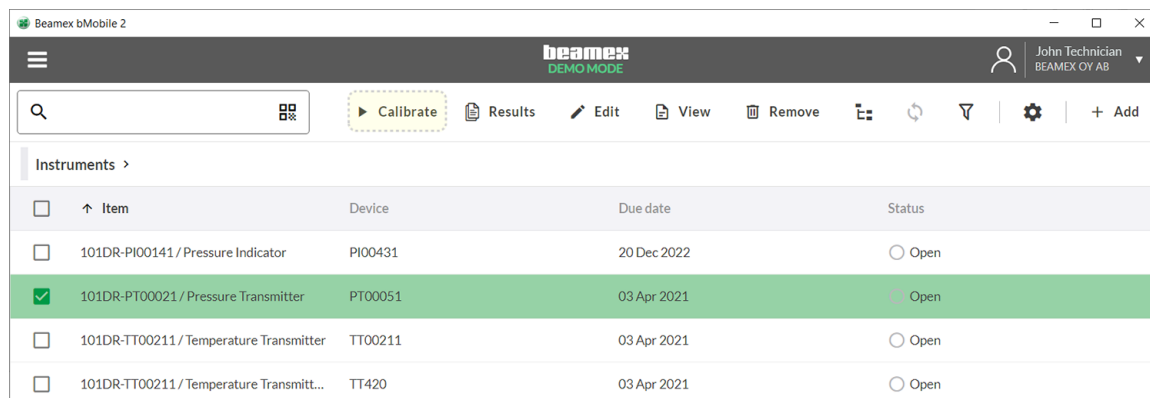 Beamex bMobile 2
beamex
DEMO MODE
John Technician
BEAMEX OY AB
Calibrate Results Edit View Remove Add
Instruments
Item Device Due date Status
101DR-PI00141 / Pressure Indicator PI00431 20 Dec 2022 Open
101DR-PT00021 / Pressure Transmitter PT00051 03 Apr 2021 Open
101DR-TT00211 / Temperature Transmitter TT00211 03 Apr 2021 Open
101DR-TT00211 / Temperature Transmitt... TT420 03 Apr 2021 Open